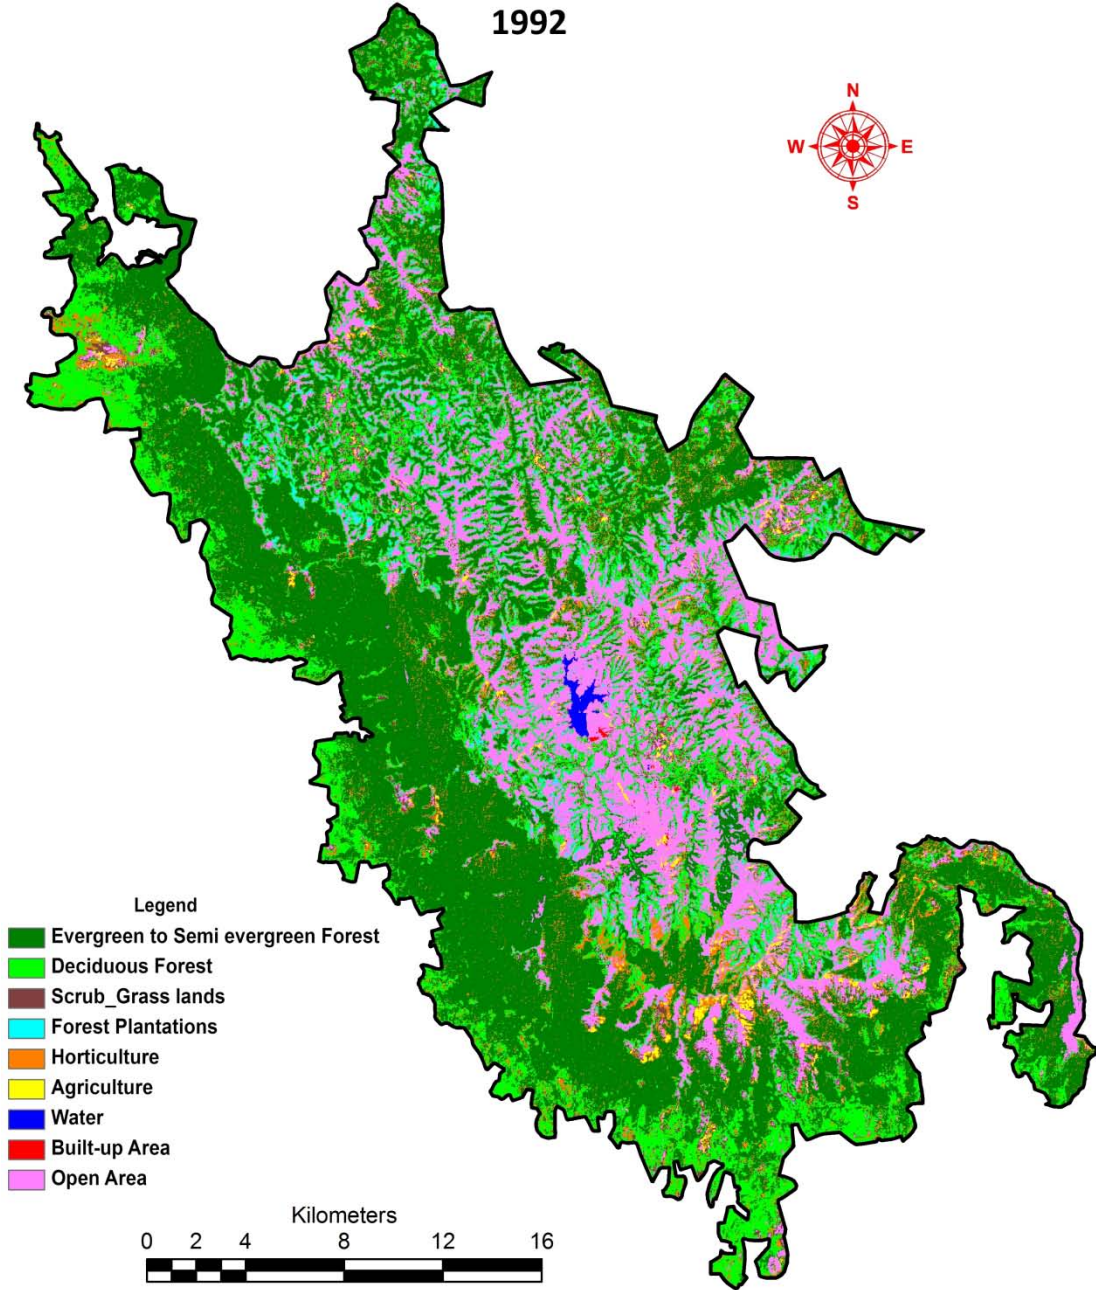 1992
N
W E
S
Legend
Evergreen to Semi evergreen Forest
Deciduous Forest
Scrub_Grass lands
Forest Plantations
Horticulture
Agriculture
Water
Built-up Area
Open Area
Kilometers
0 2 4 8 12 16